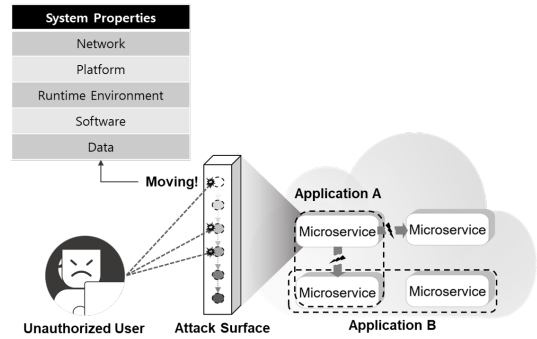 System Properties
Network
Platform
Runtime Environment
Software
Data
Moving!
Application A
Microservice
Microservice
Microservice
Microservice
Unauthorized User
Attack Surface
Application B